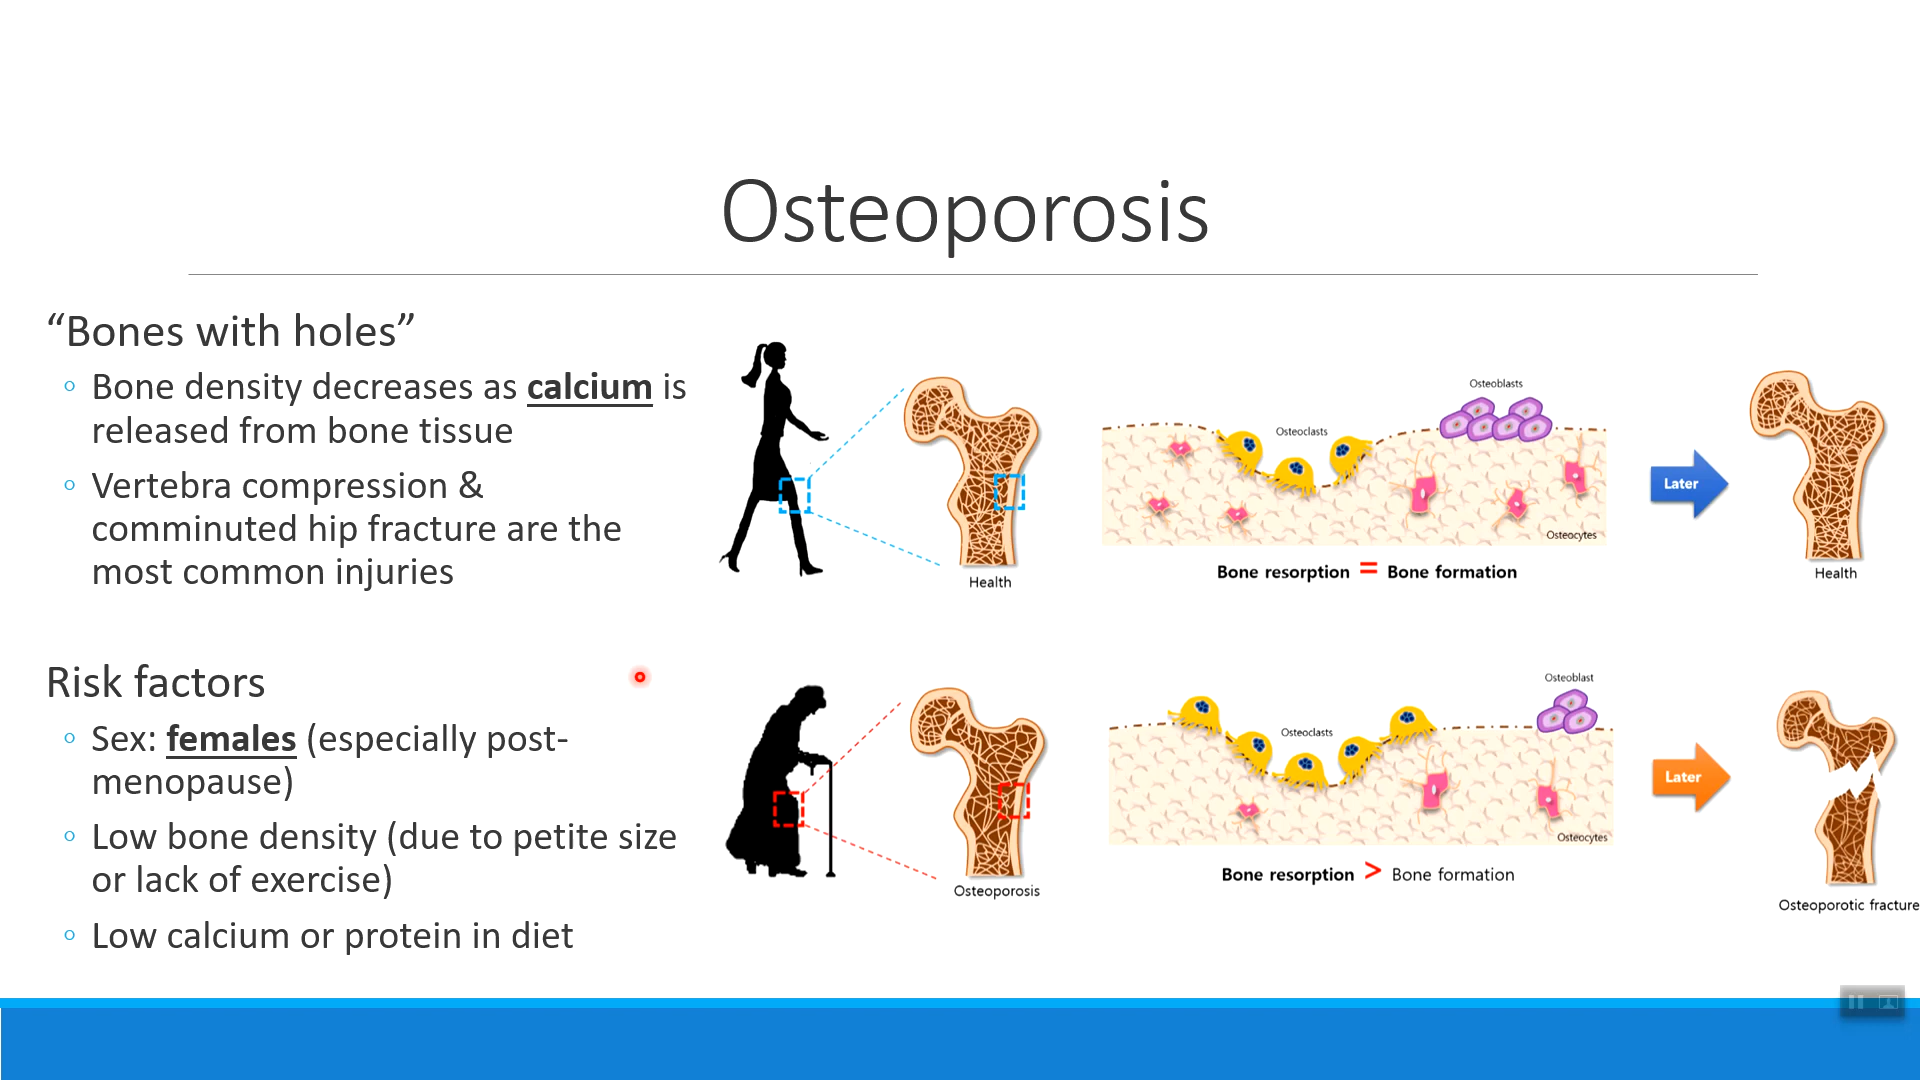 Osteoporosis
“Bones with holes”
◦ Bone density decreases as calcium is
released from bone tissue
◦ Vertebra compression &
comminuted hip fracture are the
most common injuries
Risk factors
◦ Sex: females (especially post-
menopause)
◦ Low bone density (due to petite size
or lack of exercise)
◦ Low calcium or protein in diet
Health
Osteoclasts
Osteoblasts
Osteocytes
Bone resorption = Bone formation
Later
Health
Osteoporosis
Osteoclasts
Osteoblast
Osteocytes
Bone resorption > Bone formation
Later
Osteoporotic fracture